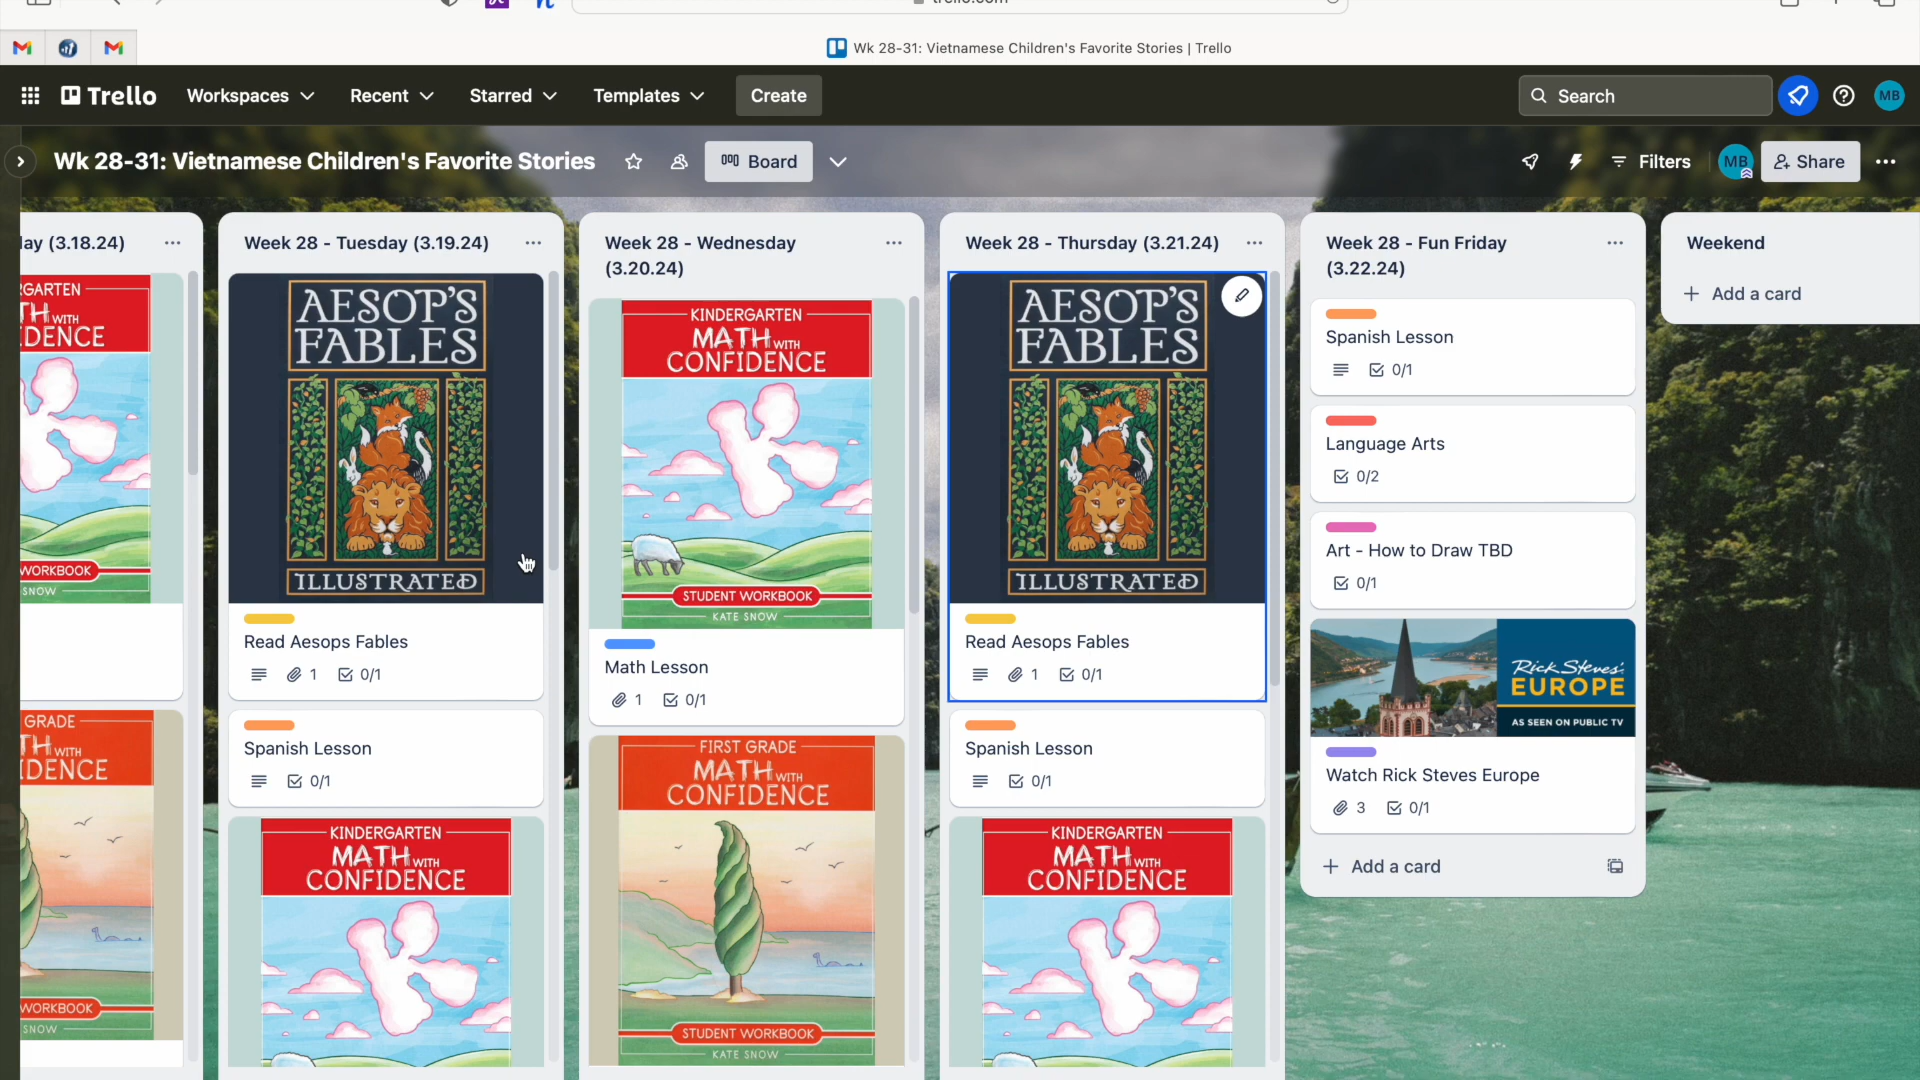 Wk 28-31: Vietnamese Children's Favorite Stories | Trello
Trello
Workspaces
Recent
Starred
Templates
Create
Search
MB
Wk 28-31: Vietnamese Children's Favorite Stories
Board
Filters
MB
Share
(3.18.24)
WITH
WORKBOOK
SNOW
GRADE
WITH
WORKBOOK
SNOW
Week 28 - Tuesday (3.19.24)
AESOP'S
FABLES
ILLUSTRATED
Read Aesops Fables
1
0/1
Spanish Lesson
0/1
KINDERGARTEN
MATH WITH
CONFIDENCE
Week 28 - Wednesday
(3.20.24)
KINDERGARTEN
MATH WITH
CONFIDENCE
STUDENT WORKBOOK
KATE SNOW
Math Lesson
1
0/1
FIRST GRADE
MATH WITH
CONFIDENCE
STUDENT WORKBOOK
KATE SNOW
Week 28 - Thursday (3.21.24)
AESOP'S
FABLES
ILLUSTRATED
Read Aesops Fables
1
0/1
Spanish Lesson
0/1
KINDERGARTEN
MATH WITH
CONFIDENCE
Week 28 - Fun Friday
(3.22.24)
Spanish Lesson
0/1
Language Arts
0/2
Art - How to Draw TBD
0/1
Rick Steves'
EUROPE
AS SEEN ON PUBLIC TV
Watch Rick Steves Europe
3
0/1
Add a card
Weekend
Add a card